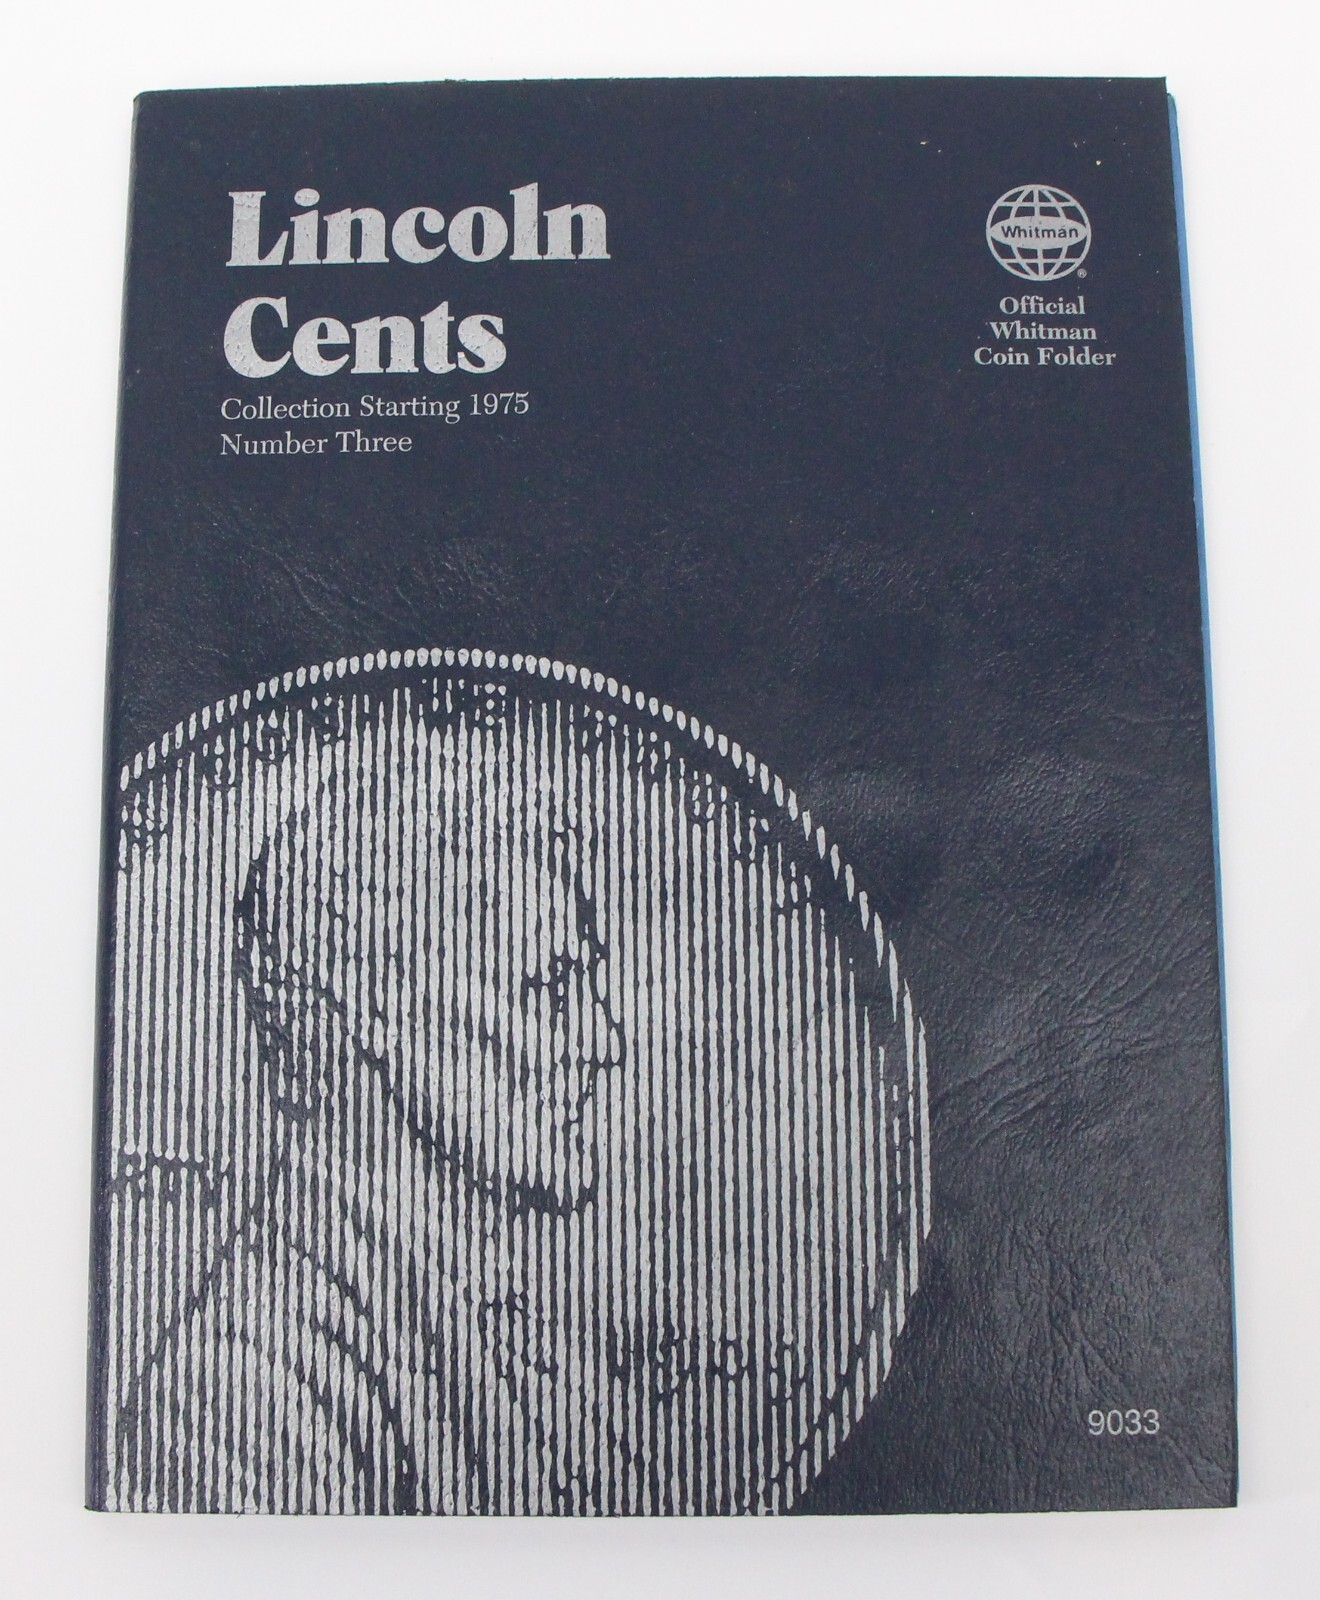 Lincoln
Cents
Collection Starting 1975
Number Three
Whitman
®
Official
Whitman
Coin Folder
9033